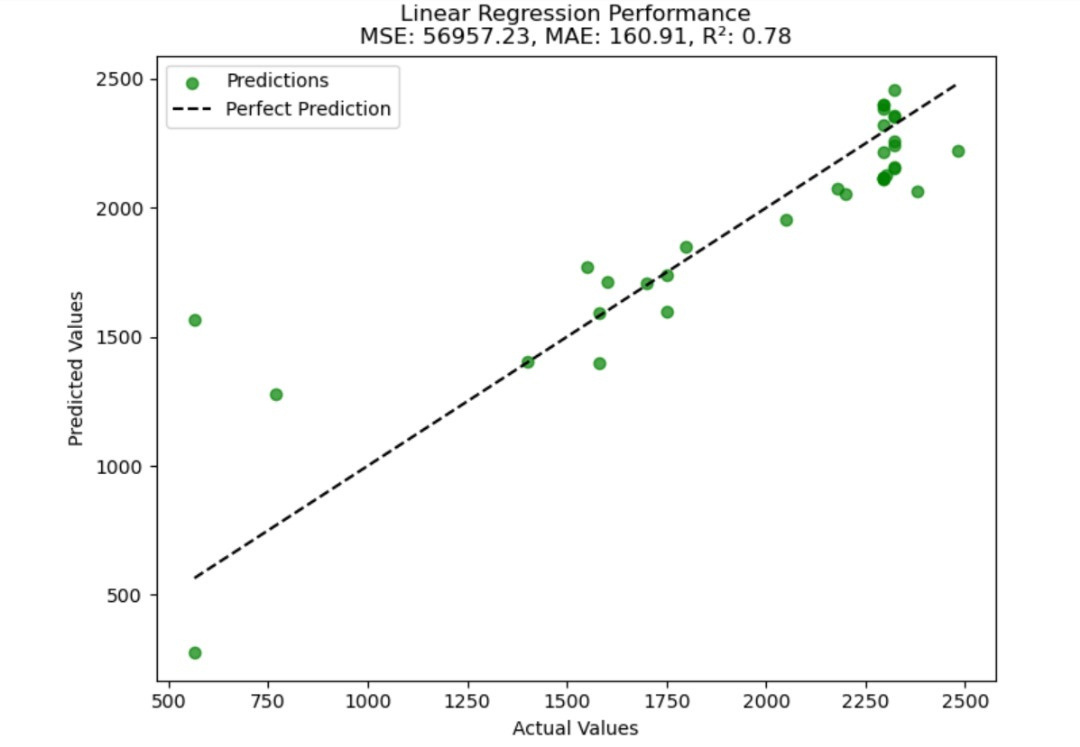 Linear Regression Performance
MSE: 56957.23, MAE: 160.91, R²: 0.78
Predictions
Perfect Prediction
2500
2000
1500
1000
500
Predicted Values
500 750 1000 1250 1500 1750 2000 2250 2500
Actual Values